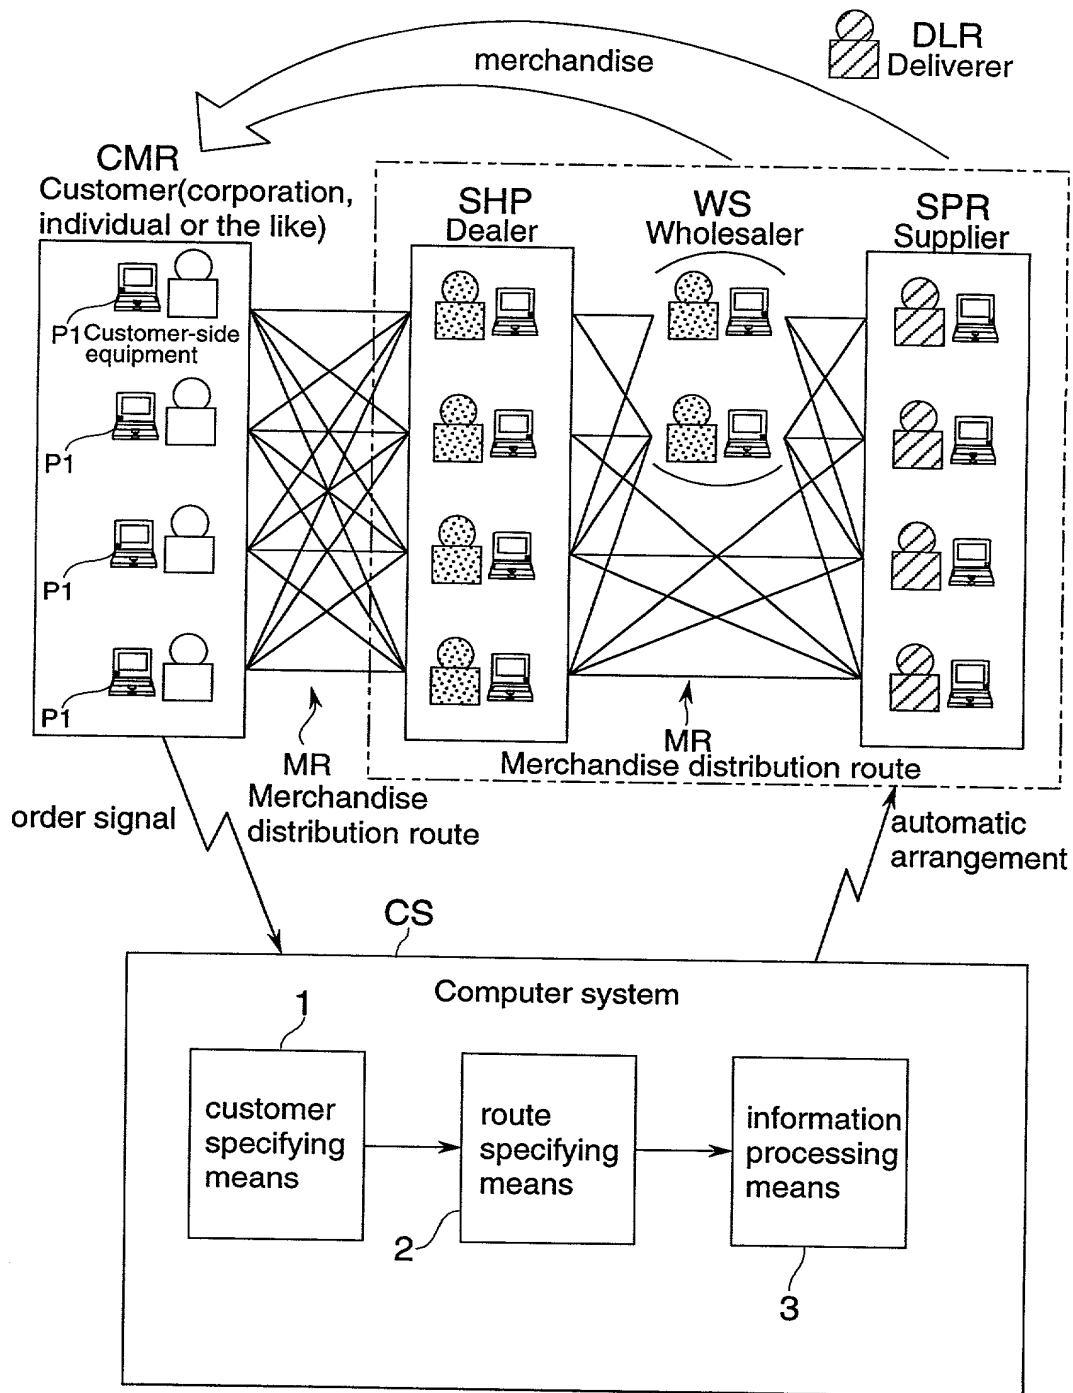 DLR
Deliverer
merchandise
CMR
Customer(corporation,
individual or the like)
SHP
Dealer
WS
Wholesaler
SPR
Supplier
P1 Customer-side
equipment
P1
P1
P1
MR
Merchandise
distribution route
MR
Merchandise distribution route
order signal
automatic
arrangement
CS
Computer system
1
customer
specifying
means
2
route
specifying
means
3
information
processing
means